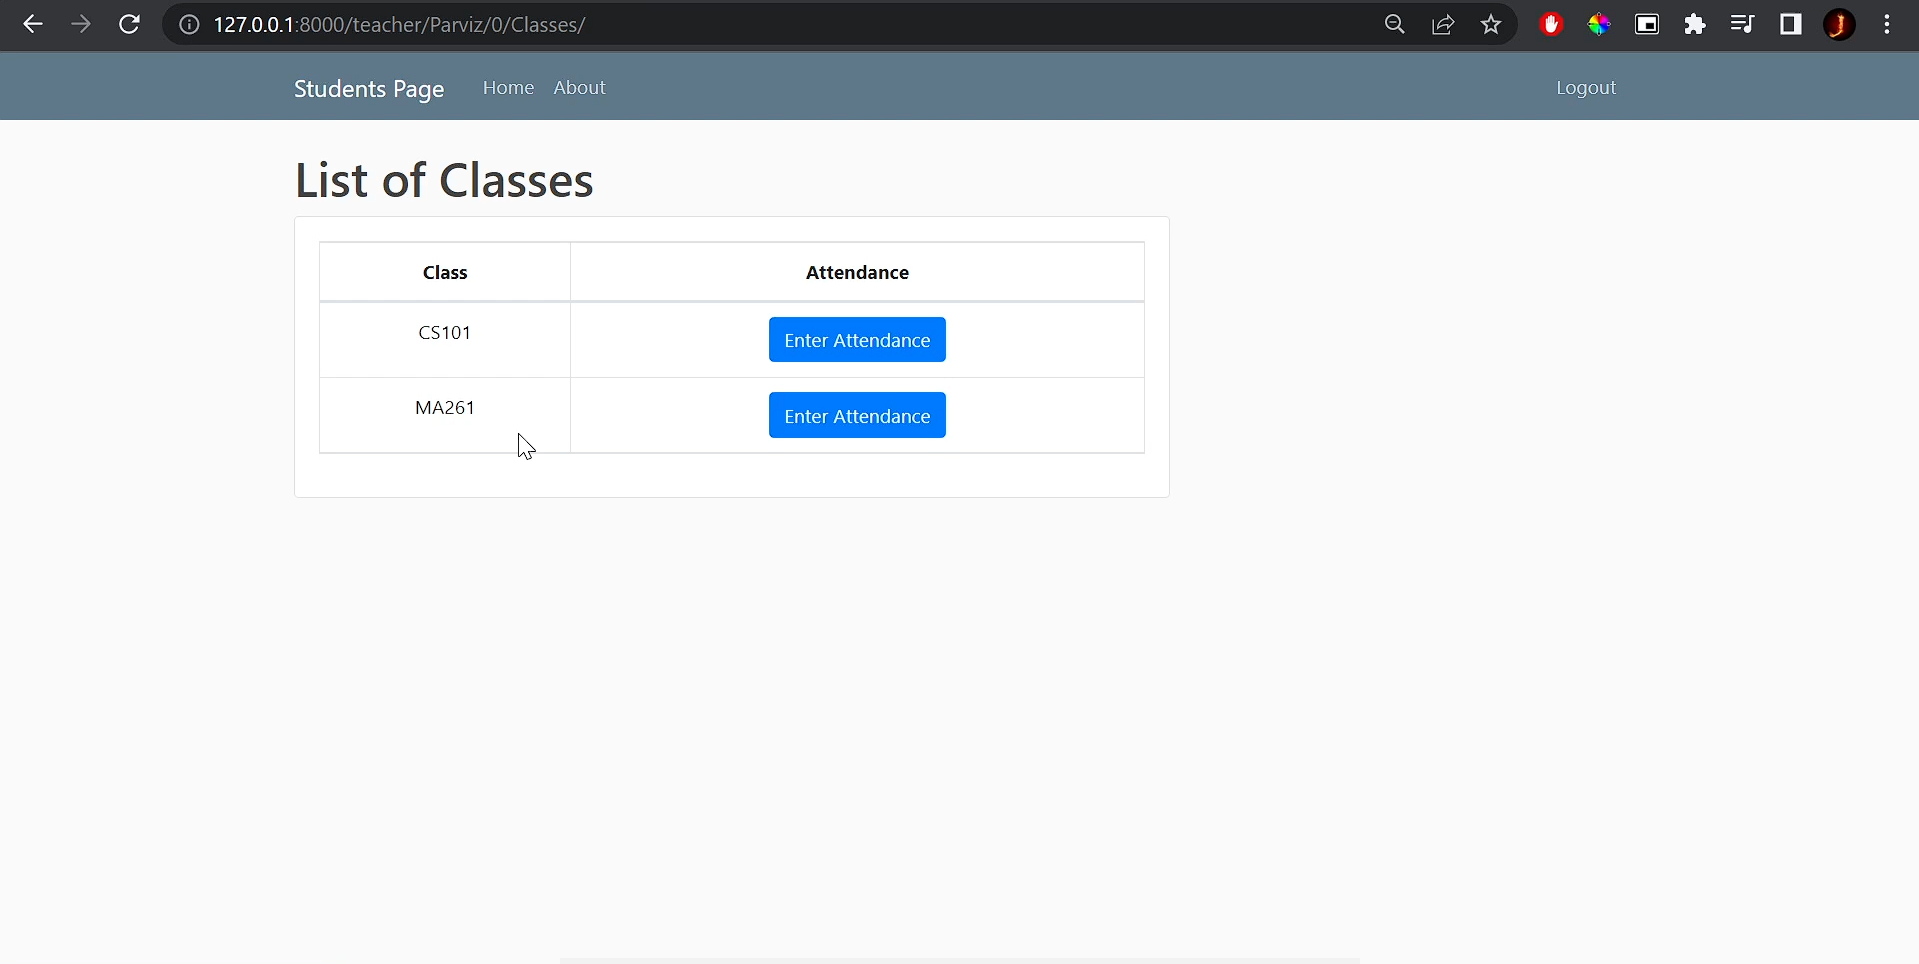 127.0.0.1:8000/teacher/Parviz/0/Classes/
Students Page Home About Logout
List of Classes
Class Attendance
CS101 Enter Attendance
MA261 Enter Attendance